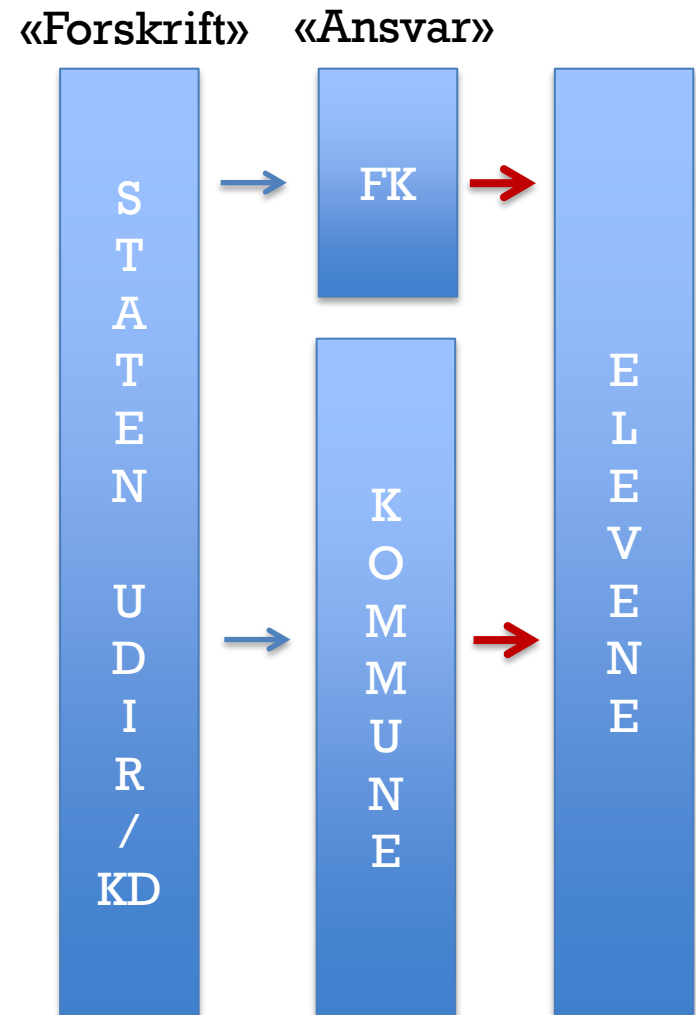 «Forskrift» «Ansvar»
STATEN UDIR/KD
FK
KOMMUNE
ELEVENE